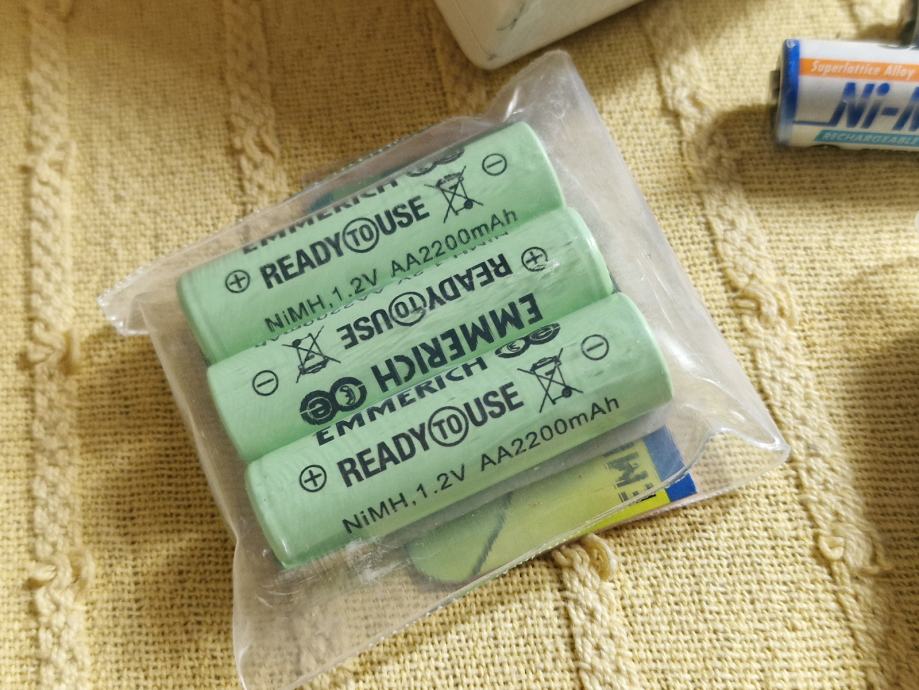 EMMERICH
READY TO USE
NiMH, 1.2V AA2200mAh
READY TO USE
EMMERICH
EMMERICH
READY TO USE
NiMH, 1.2V AA2200mAh
EM
Superlattice Alloy
Ni-M
RECHARGEABLE